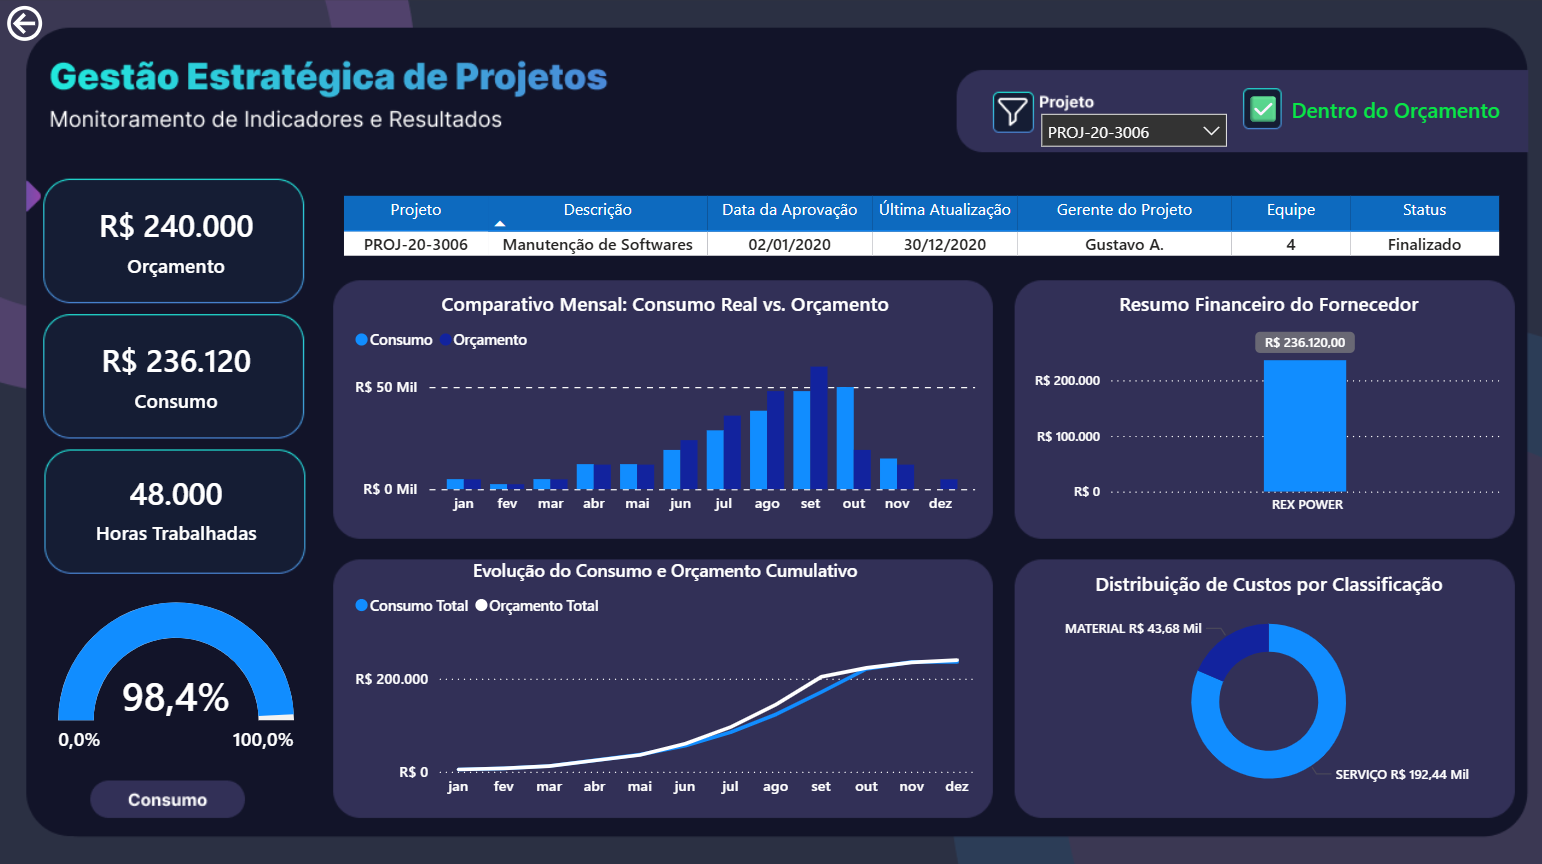 Gestão Estratégica de Projetos
Monitoramento de Indicadores e Resultados
Projeto
PROJ-20-3006
Dentro do Orçamento
R$ 240.000
Orçamento
R$ 236.120
Consumo
48.000
Horas Trabalhadas
98,4%
0,0% 100,0%
Consumo
Projeto Descrição Data da Aprovação Última Atualização Gerente do Projeto Equipe Status
PROJ-20-3006 Manutenção de Softwares 02/01/2020 30/12/2020 Gustavo A. 4 Finalizado
Comparativo Mensal: Consumo Real vs. Orçamento
Consumo Orçamento
R$ 50 Mil
R$ 0 Mil
jan fev mar abr mai jun jul ago set out nov dez
Resumo Financeiro do Fornecedor
R$ 236.120,00
R$ 200.000
R$ 100.000
R$ 0
REX POWER
Evolução do Consumo e Orçamento Cumulativo
Consumo Total Orçamento Total
R$ 200.000
R$ 0
jan fev mar abr mai jun jul ago set out nov dez
Distribuição de Custos por Classificação
MATERIAL R$ 43,68 Mil
SERVIÇO R$ 192,44 Mil